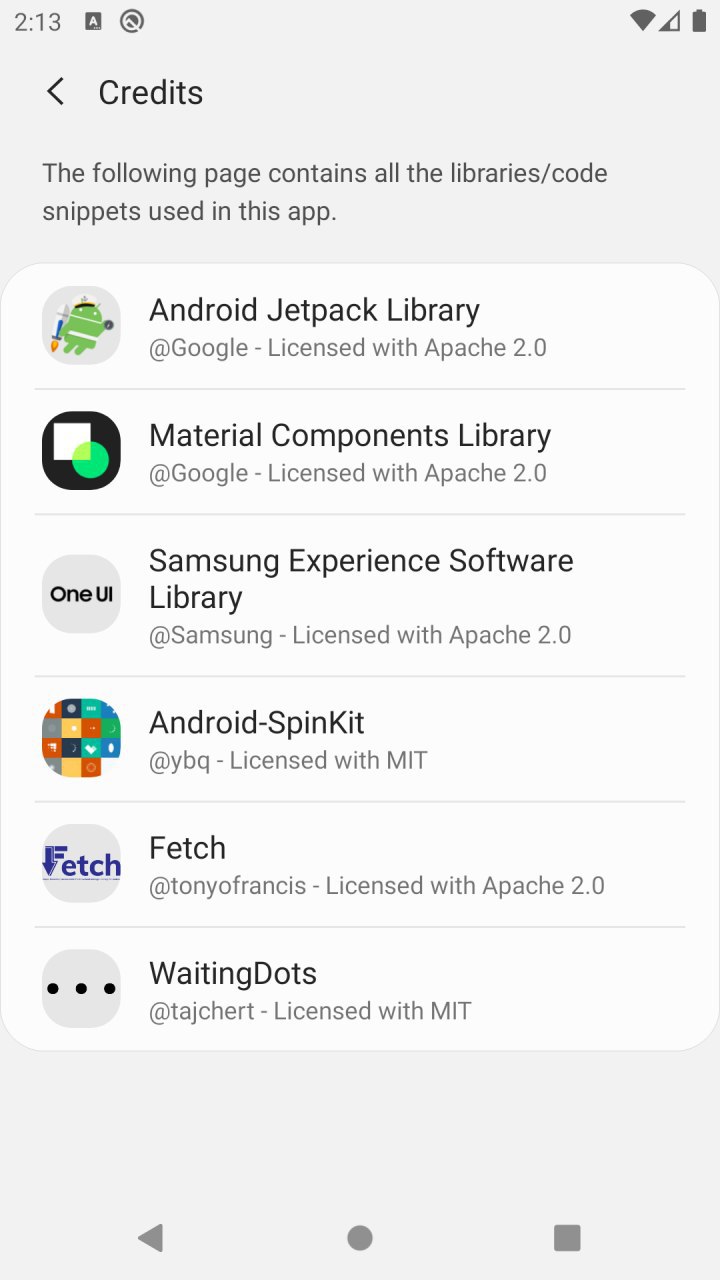 2:13
Credits
The following page contains all the libraries/code
snippets used in this app.
Android Jetpack Library
@Google - Licensed with Apache 2.0
Material Components Library
@Google - Licensed with Apache 2.0
One UI
Samsung Experience Software
Library
@Samsung - Licensed with Apache 2.0
Android-SpinKit
@ybq - Licensed with MIT
Fetch
Fetch
@tonyofrancis - Licensed with Apache 2.0
WaitingDots
@tajchert - Licensed with MIT